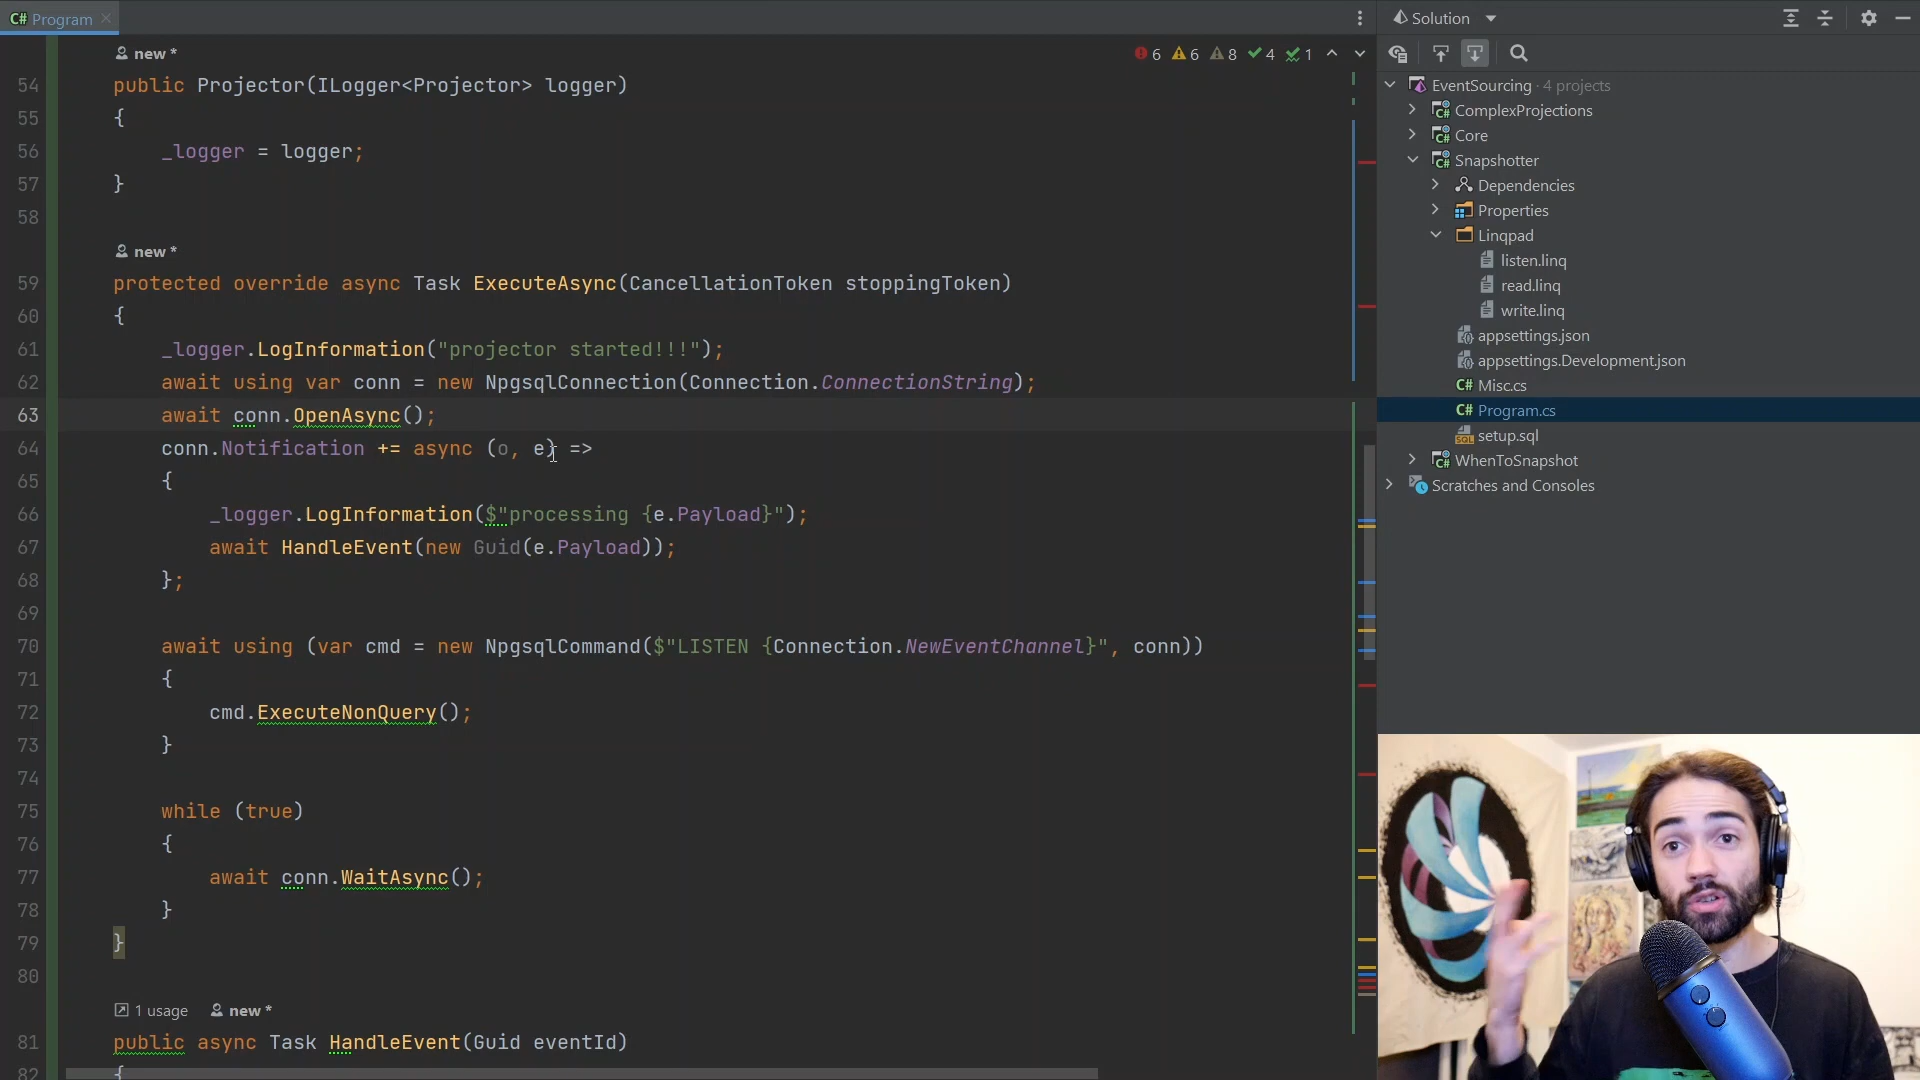 C# Program ×
Solution
new *
6 6 8 4 1
54 public Projector(ILogger<Projector> logger)
55 {
56 _logger = logger;
57 }
58
new *
59 protected override async Task ExecuteAsync(CancellationToken stoppingToken)
60 {
61 _logger.LogInformation("projector started!!!");
62 await using var conn = new NpgsqlConnection(Connection.ConnectionString);
63 await conn.OpenAsync();
64 conn.Notification += async (o, e) =>
65 {
66 _logger.LogInformation($"processing {e.Payload}");
67 await HandleEvent(new Guid(e.Payload));
68 };
69
70 await using (var cmd = new NpgsqlCommand($"LISTEN {Connection.NewEventChannel}", conn))
71 {
72 cmd.ExecuteNonQuery();
73 }
74
75 while (true)
76 {
77 await conn.WaitAsync();
78 }
79 }
80
1 usage new *
81 public async Task HandleEvent(Guid eventId)
82 {
EventSourcing · 4 projects
C# ComplexProjections
C# Core
C# Snapshotter
Dependencies
Properties
Linqpad
listen.linq
read.linq
write.linq
appsettings.json
appsettings.Development.json
C# Misc.cs
C# Program.cs
SQL setup.sql
C# WhenToSnapshot
Scratches and Consoles